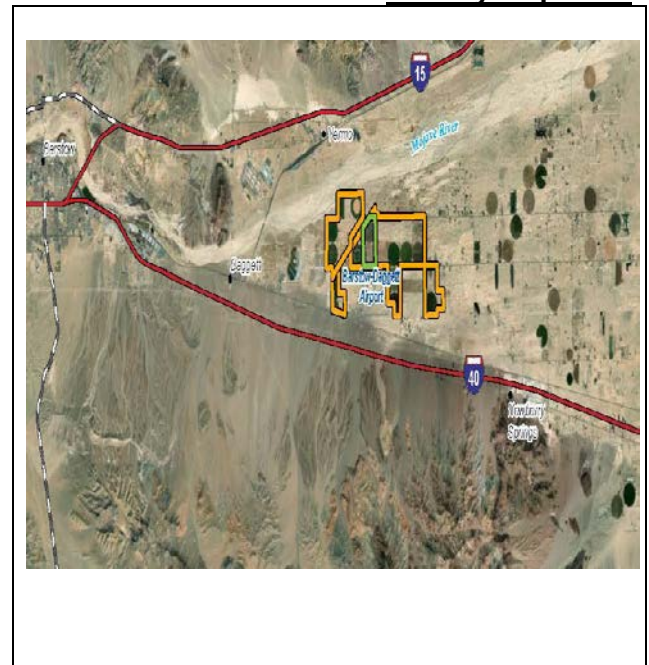 15
Yermo
Mojave River
Barstow
Daggett
Barstow-Daggett
Airport
40
Newberry
Springs